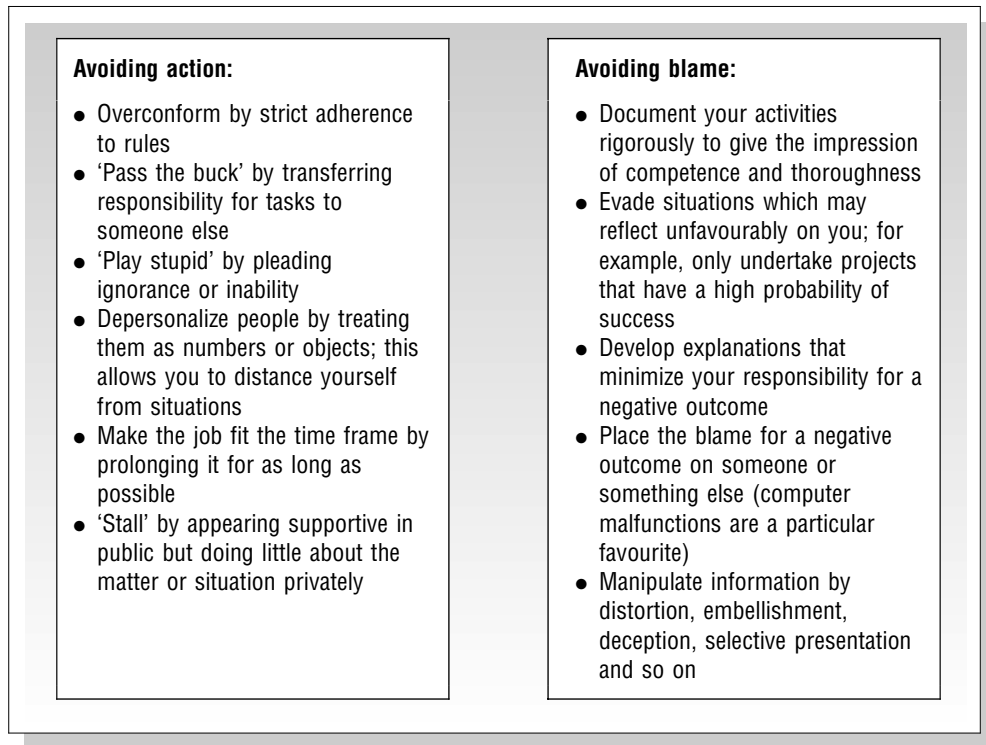 Avoiding action:
● Overconform by strict adherence
to rules
● ‘Pass the buck’ by transferring
responsibility for tasks to
someone else
● ‘Play stupid’ by pleading
ignorance or inability
● Depersonalize people by treating
them as numbers or objects; this
allows you to distance yourself
from situations
● Make the job fit the time frame by
prolonging it for as long as
possible
● ‘Stall’ by appearing supportive in
public but doing little about the
matter or situation privately
Avoiding blame:
● Document your activities
rigorously to give the impression
of competence and thoroughness
● Evade situations which may
reflect unfavourably on you; for
example, only undertake projects
that have a high probability of
success
● Develop explanations that
minimize your responsibility for a
negative outcome
● Place the blame for a negative
outcome on someone or
something else (computer
malfunctions are a particular
favourite)
● Manipulate information by
distortion, embellishment,
deception, selective presentation
and so on